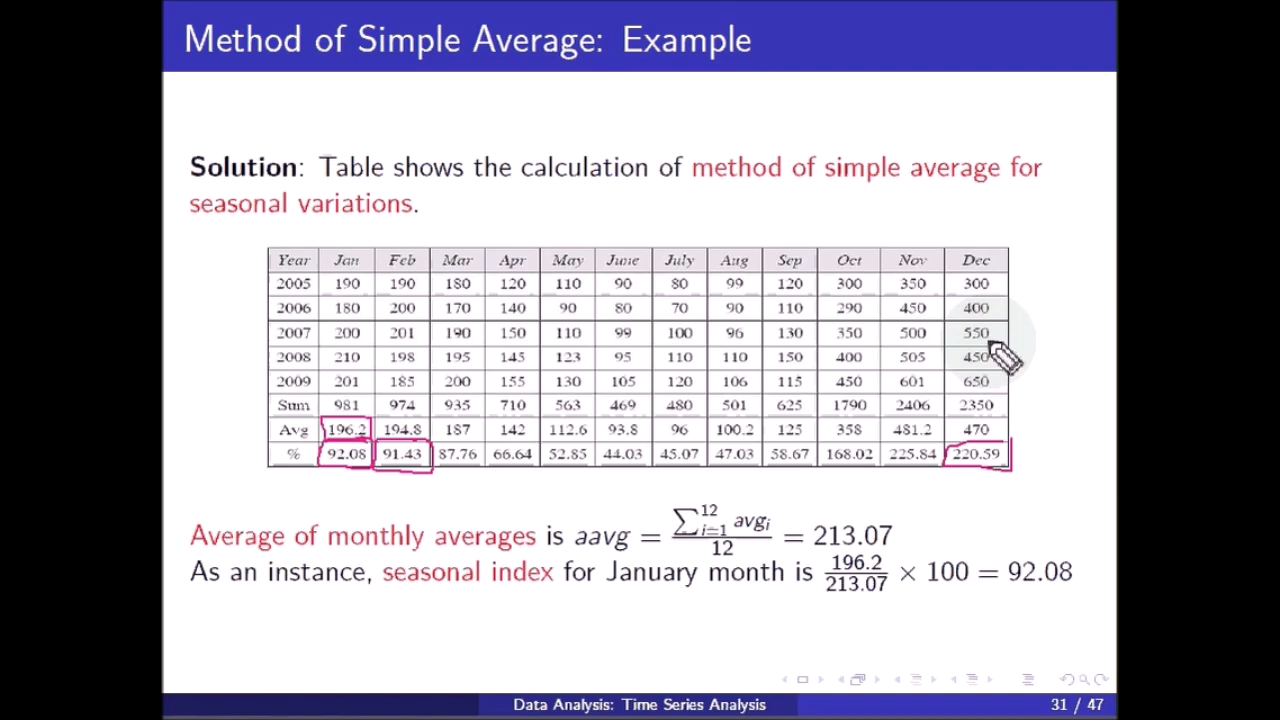 Method of Simple Average: Example
Solution: Table shows the calculation of method of simple average for
seasonal variations.
Year Jan Feb Mar Apr May June July Aug Sep Oct Nov Dec
2005 190 190 180 120 110 90 80 99 120 300 350 300
2006 180 200 170 140 90 80 70 90 110 290 450 400
2007 200 201 190 150 110 99 100 96 130 350 500 550
2008 210 198 195 145 123 95 110 110 150 400 505 450
2009 201 185 200 155 130 105 120 106 115 450 601 650
Sum 981 974 935 710 563 469 480 501 625 1790 2406 2350
Avg 196.2 194.8 187 142 112.6 93.8 96 100.2 125 358 481.2 470
% 92.08 91.43 87.76 66.64 52.85 44.03 45.07 47.03 58.67 168.02 225.84 220.59
Average of monthly averages is aavg = ∑_{i=1}^{12} avg_i / 12 = 213.07
As an instance, seasonal index for January month is 196.2/213.07 × 100 = 92.08
Data Analysis: Time Series Analysis 31 / 47